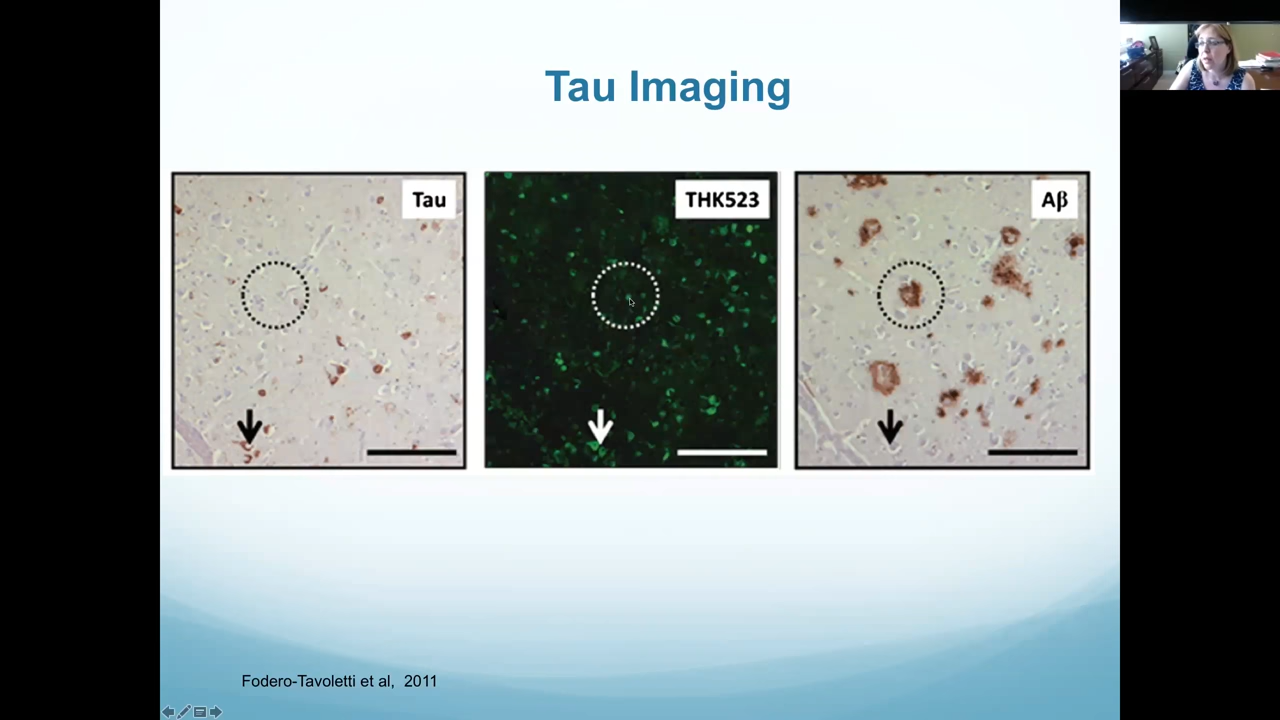 Tau Imaging
Tau
THK523
Aβ
Fodero-Tavoletti et al, 2011